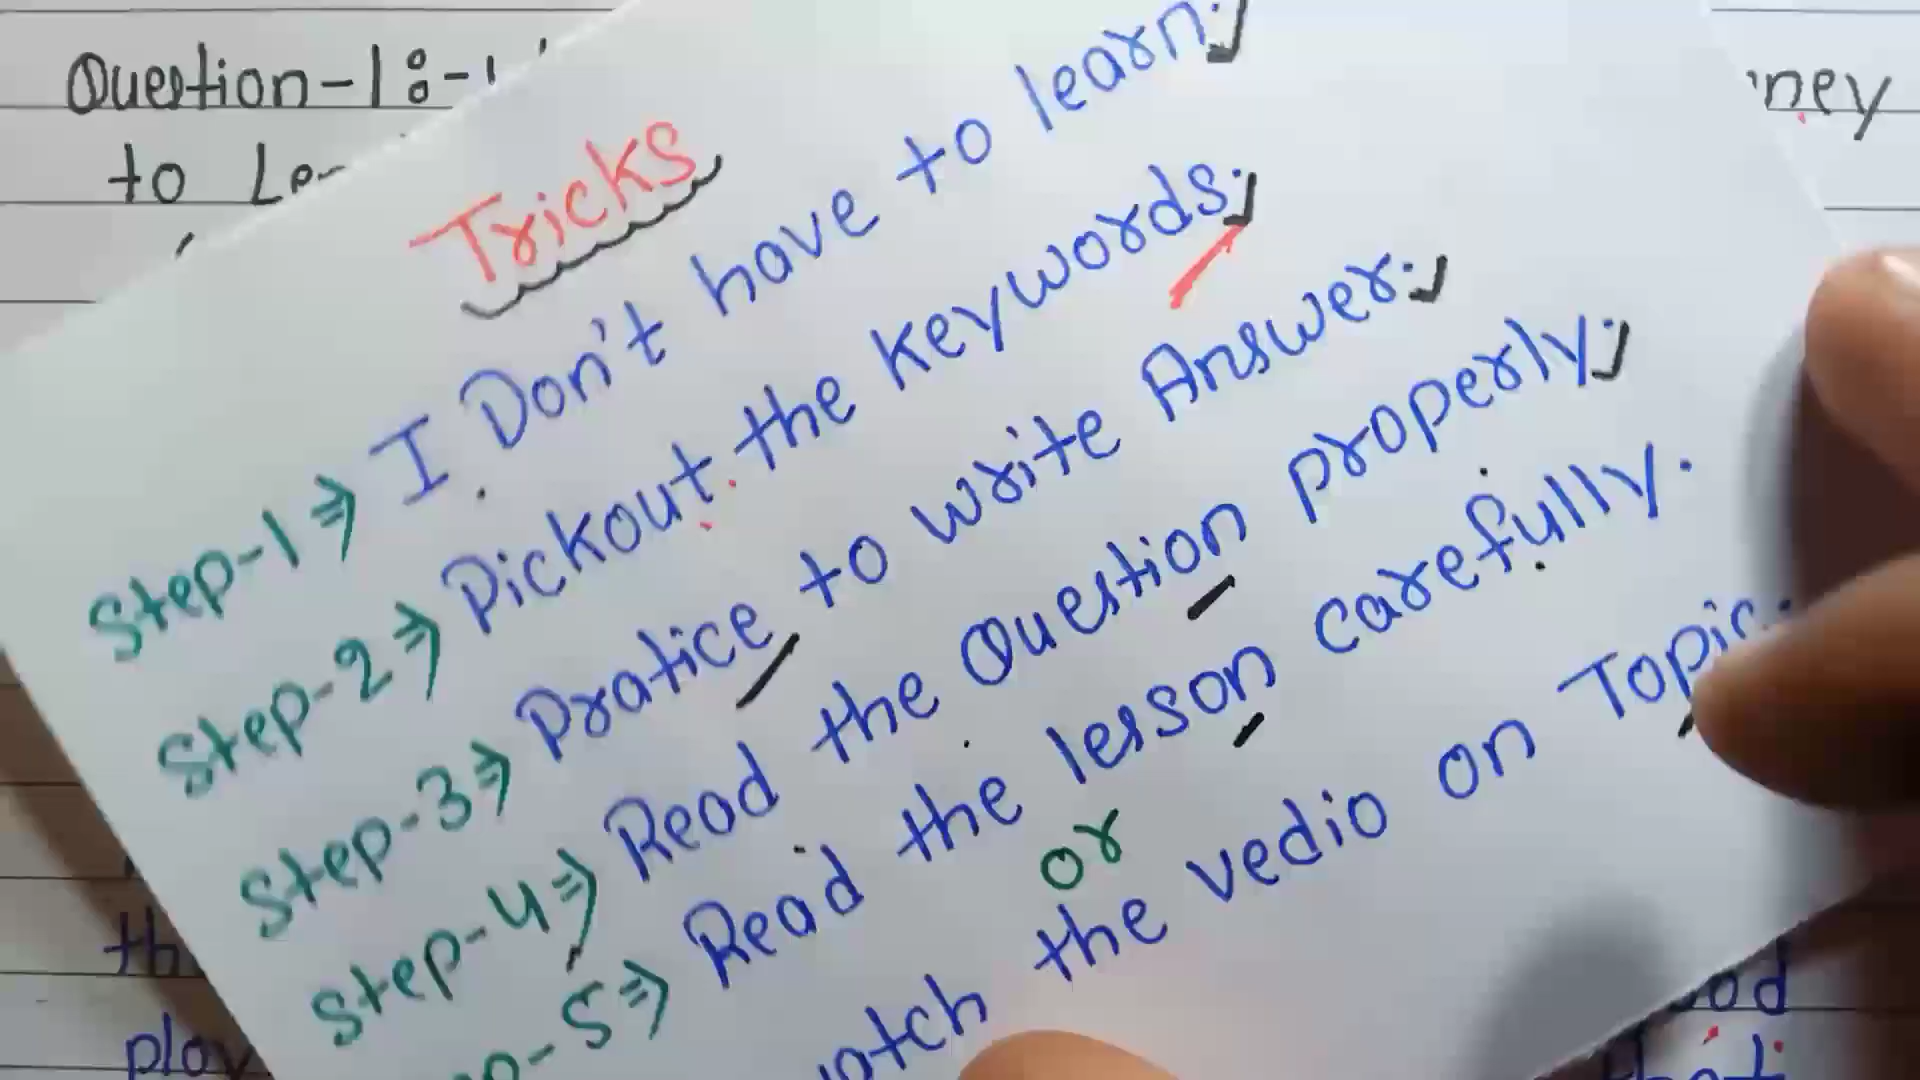 Question-1:-
to
ney
Tricks
Step-1 ⇒ I Don't have to learn.
Step-2 ⇒ Pickout the keywords.
Step-3 ⇒ Pratice to write Answer.
Step-4 ⇒ Read the Question properly.
-5 ⇒ Read the lesson carefully.
or
the vedio on Topic.